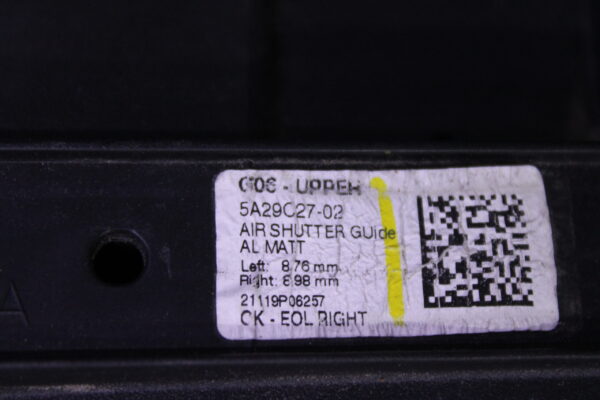 G08 - UPPER
5A29C27-02
AIR SHUTTER GUide
AL MATT
Left: 8.76 mm
Right: 8.98 mm
21119P06257
OK - EOL RIGHT
A